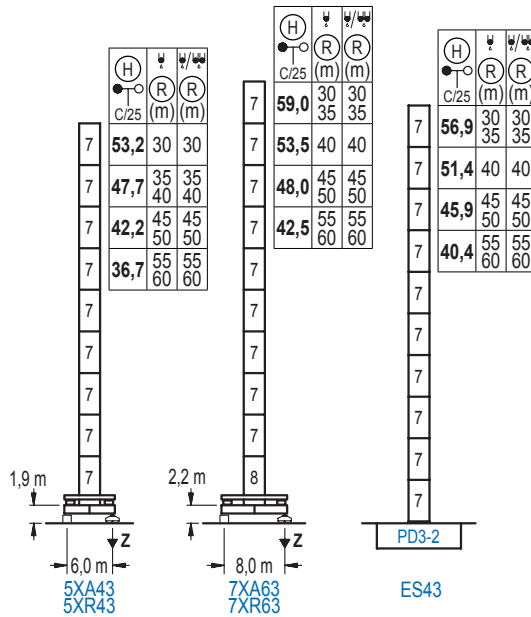 H R R
C/25 (m) (m)
53,2 30 30
47,7 35 40 35 40
42,2 45 50 45 50
36,7 55 60 55 60
7
7
7
7
7
7
7
7
7
1,9 m
6,0 m
Z
5XA43
5XR43
H R R
C/25 (m) (m)
59,0 30 35 30 35
53,5 40 40
48,0 45 50 45 50
42,5 55 60 55 60
7
7
7
7
7
7
7
7
7
8
2,2 m
8,0 m
Z
7XA63
7XR63
H R R
C/25 (m) (m)
56,9 30 35 30 35
51,4 40 40
45,9 45 50 45 50
40,4 55 60 55 60
7
7
7
7
7
7
7
7
7
7
PD3-2
ES43